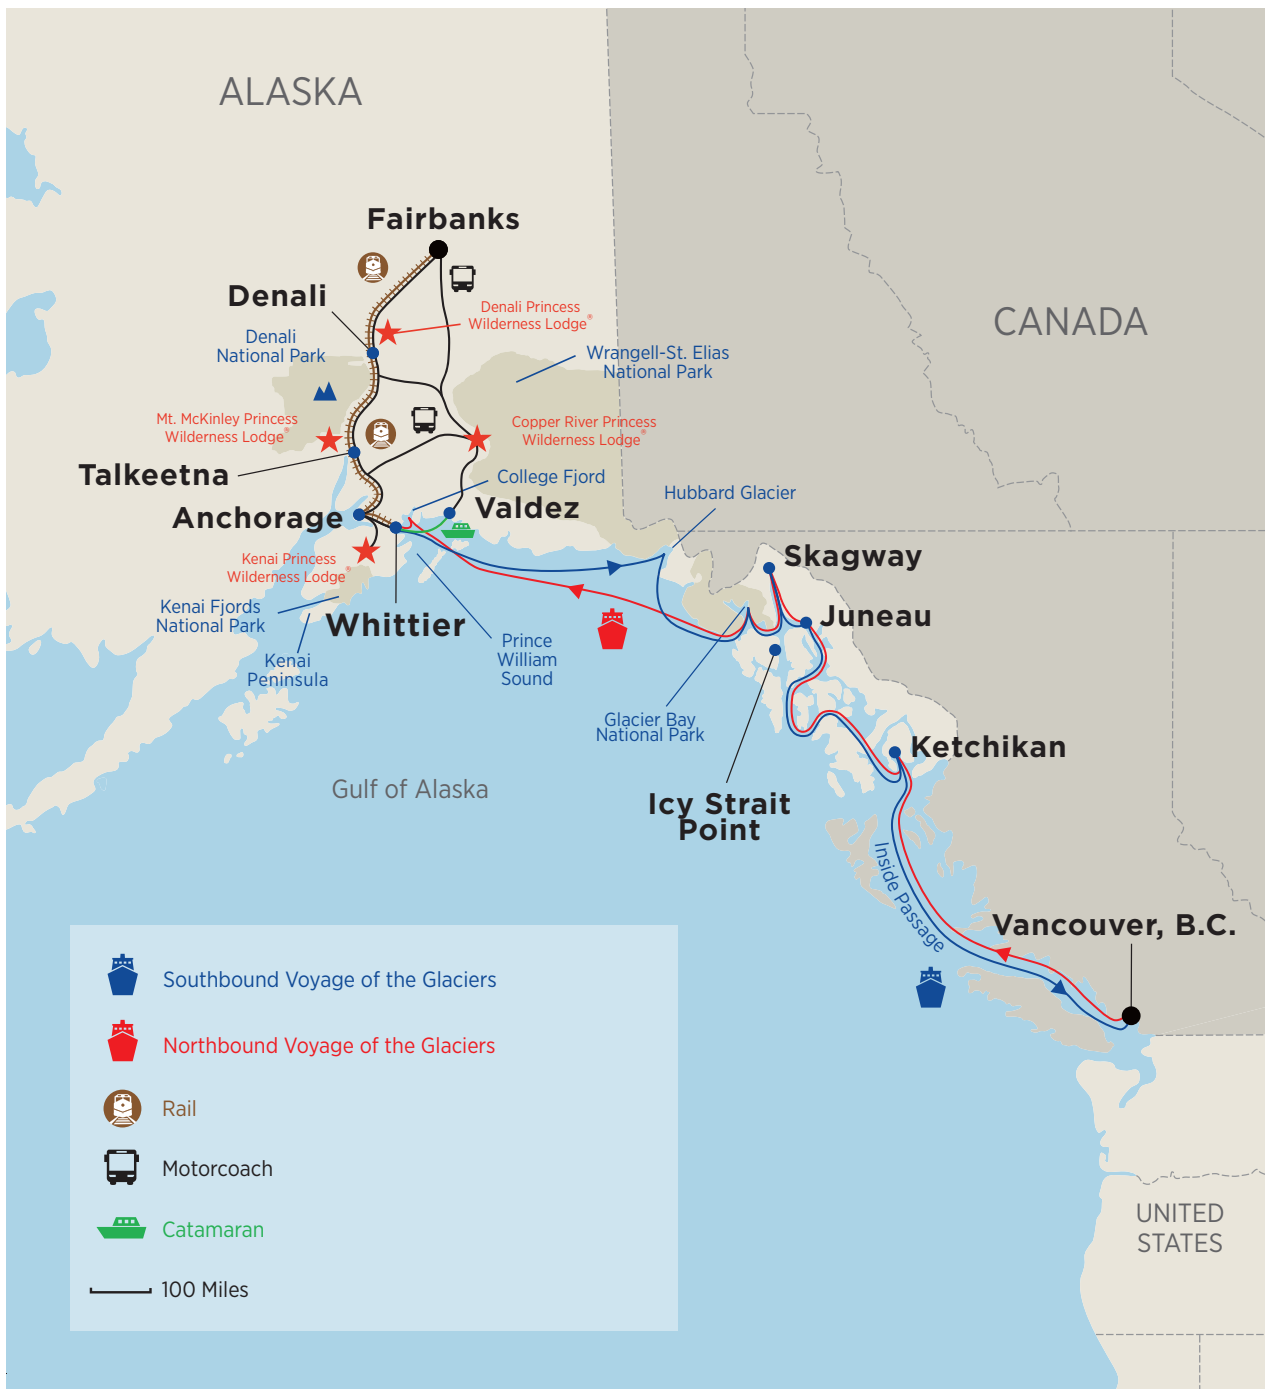 ALASKA
Fairbanks
Denali
Denali Princess
Wilderness Lodge®
CANADA
Denali
National Park
Wrangell-St. Elias
National Park
Mt. McKinley Princess
Wilderness Lodge®
Copper River Princess
Wilderness Lodge®
Talkeetna
College Fjord
Hubbard Glacier
Anchorage
Valdez
Skagway
Kenai Princess
Wilderness Lodge®
Kenai Fjords
National Park
Whittier
Juneau
Prince
William
Sound
Kenai
Peninsula
Glacier Bay
National Park
Ketchikan
Gulf of Alaska
Icy Strait
Point
Inside Passage
Vancouver, B.C.
Southbound Voyage of the Glaciers
Northbound Voyage of the Glaciers
Rail
Motorcoach
Catamaran
100 Miles
UNITED
STATES